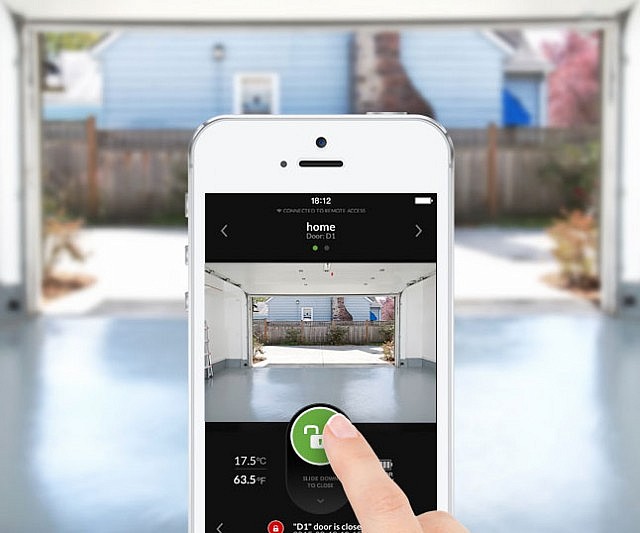 18:12
CONNECTED TO REMOTE ACCESS
home
Door: D1
17.5°C
63.5°F
SLIDE DOWN
TO CLOSE
"D1" door is close